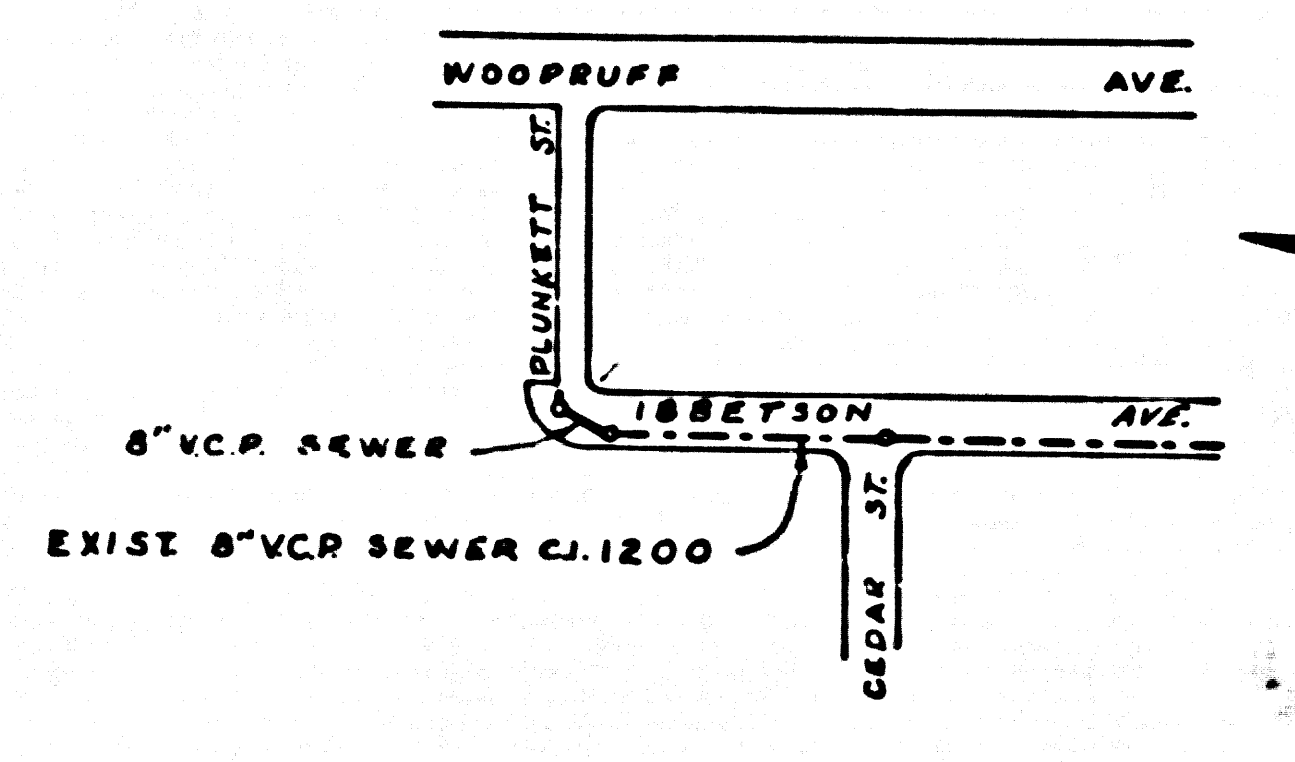 WOODRUFF AVE.
PLUNKETT ST.
IBBETSON AVE.
8" V.C.P. SEWER
EXIST. 8" V.C.P. SEWER C.I. 1200
CEDAR ST.